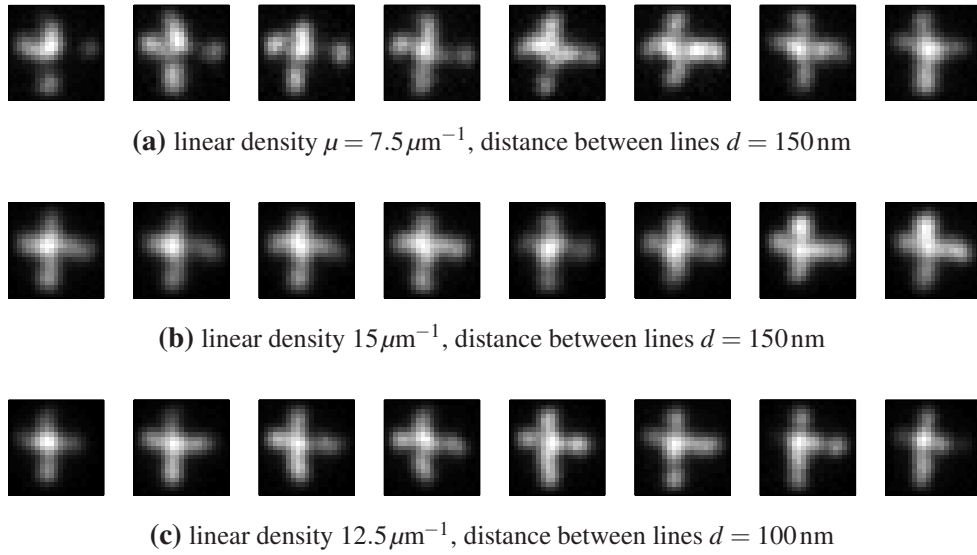 (a) linear density μ = 7.5 μm⁻¹, distance between lines d = 150 nm
(b) linear density 15 μm⁻¹, distance between lines d = 150 nm
(c) linear density 12.5 μm⁻¹, distance between lines d = 100 nm